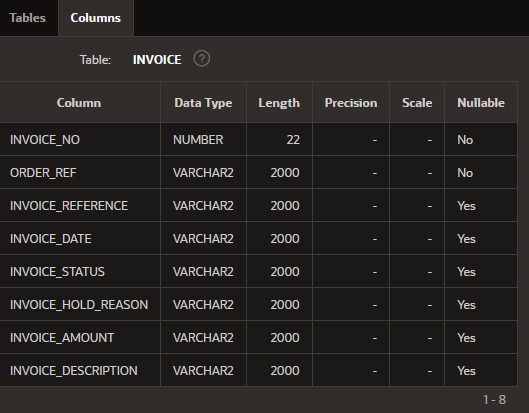 Tables Columns
Table: INVOICE ?
Column Data Type Length Precision Scale Nullable
INVOICE_NO NUMBER 22 - - No
ORDER_REF VARCHAR2 2000 - - No
INVOICE_REFERENCE VARCHAR2 2000 - - Yes
INVOICE_DATE VARCHAR2 2000 - - Yes
INVOICE_STATUS VARCHAR2 2000 - - Yes
INVOICE_HOLD_REASON VARCHAR2 2000 - - Yes
INVOICE_AMOUNT VARCHAR2 2000 - - Yes
INVOICE_DESCRIPTION VARCHAR2 2000 - - Yes
1 - 8